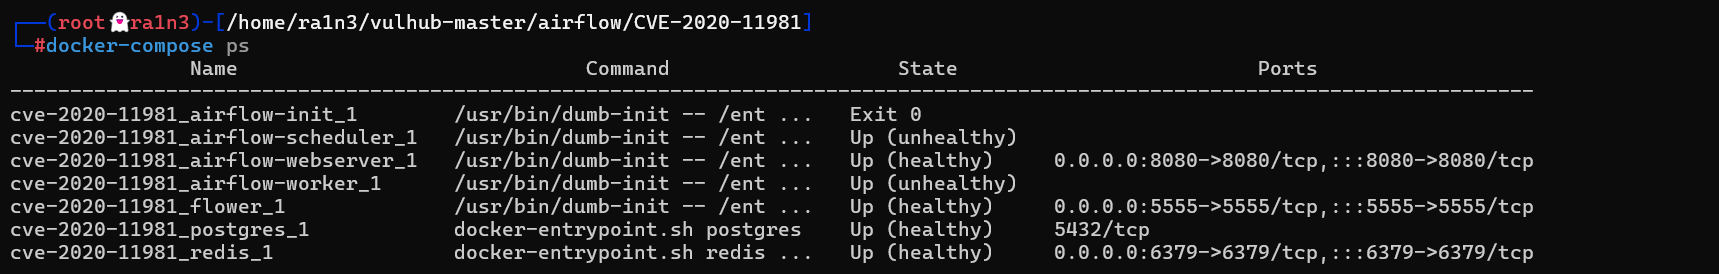 ┌──(root👻ra1n3)-[/home/ra1n3/vulhub-master/airflow/CVE-2020-11981]
└─#docker-compose ps
Name Command State Ports
--------------------------------------------------------------------------------------------------------------------------------
cve-2020-11981_airflow-init_1 /usr/bin/dumb-init -- /ent ... Exit 0
cve-2020-11981_airflow-scheduler_1 /usr/bin/dumb-init -- /ent ... Up (unhealthy)
cve-2020-11981_airflow-webserver_1 /usr/bin/dumb-init -- /ent ... Up (healthy) 0.0.0.0:8080->8080/tcp,:::8080->8080/tcp
cve-2020-11981_airflow-worker_1 /usr/bin/dumb-init -- /ent ... Up (unhealthy)
cve-2020-11981_flower_1 /usr/bin/dumb-init -- /ent ... Up (healthy) 0.0.0.0:5555->5555/tcp,:::5555->5555/tcp
cve-2020-11981_postgres_1 docker-entrypoint.sh postgres Up (healthy) 5432/tcp
cve-2020-11981_redis_1 docker-entrypoint.sh redis ... Up (healthy) 0.0.0.0:6379->6379/tcp,:::6379->6379/tcp